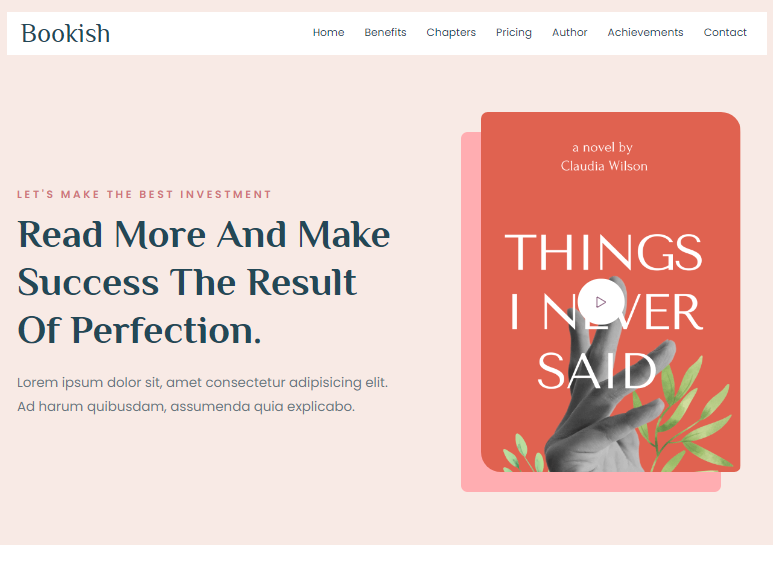 Bookish
Home Benefits Chapters Pricing Author Achievements Contact
LET'S MAKE THE BEST INVESTMENT
Read More And Make
Success The Result
Of Perfection.
Lorem ipsum dolor sit, amet consectetur adipisicing elit.
Ad harum quibusdam, assumenda quia explicabo.
a novel by
Claudia Wilson
THINGS
I NEVER
SAID